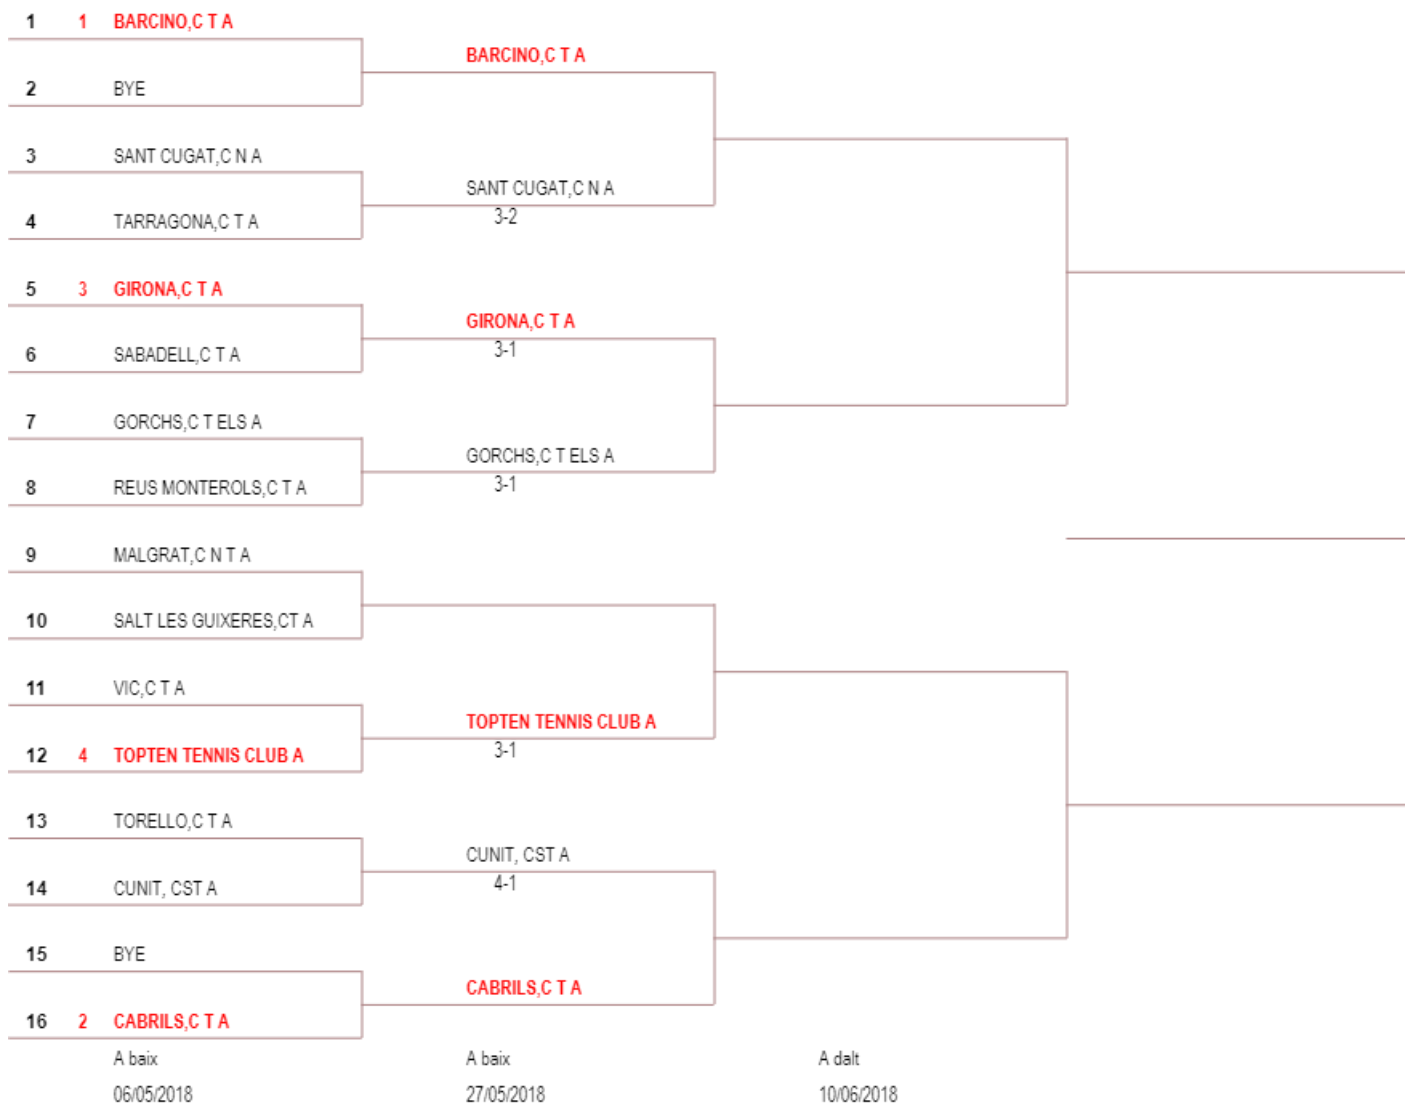 1 1 BARCINO,C T A
BARCINO,C T A
2 BYE
3 SANT CUGAT,C N A
SANT CUGAT,C N A
3-2
4 TARRAGONA,C T A
5 3 GIRONA,C T A
GIRONA,C T A
3-1
6 SABADELL,C T A
7 GORCHS,C T ELS A
GORCHS,C T ELS A
3-1
8 REUS MONTEROLS,C T A
9 MALGRAT,C N T A
10 SALT LES GUIXERES,CT A
11 VIC,C T A
TOPTEN TENNIS CLUB A
3-1
12 4 TOPTEN TENNIS CLUB A
13 TORELLO,C T A
CUNIT, CST A
4-1
14 CUNIT, CST A
15 BYE
CABRILS,C T A
16 2 CABRILS,C T A
A baix A baix A dalt
06/05/2018 27/05/2018 10/06/2018